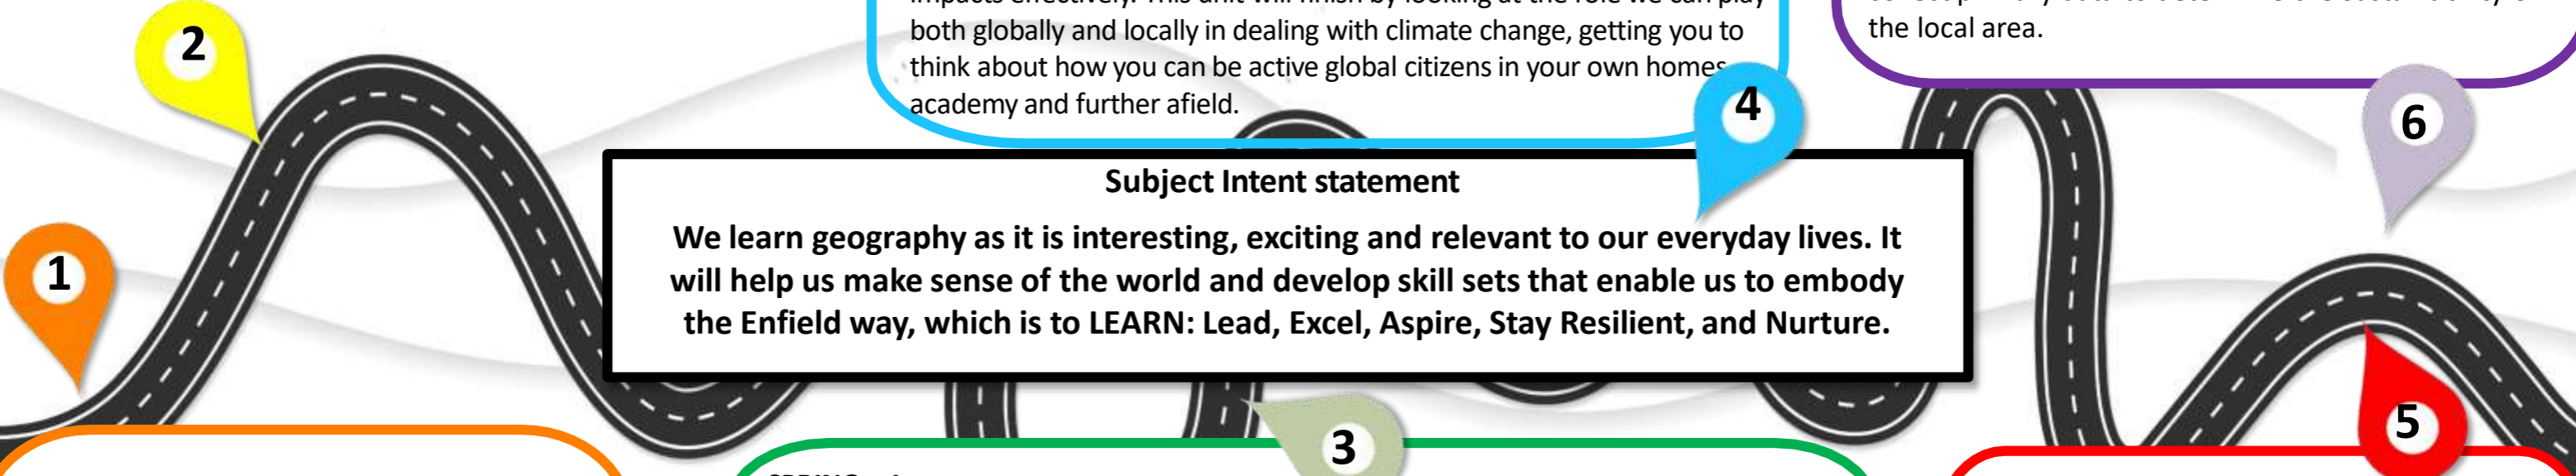 both globally and locally in dealing with climate change, getting you to
think about how you can be active global citizens in your own homes
academy and further afield.
the local area.
2
4
6
1
Subject Intent statement
We learn geography as it is interesting, exciting and relevant to our everyday lives. It
will help us make sense of the world and develop skill sets that enable us to embody
the Enfield way, which is to LEARN: Lead, Excel, Aspire, Stay Resilient, and Nurture.
3
5